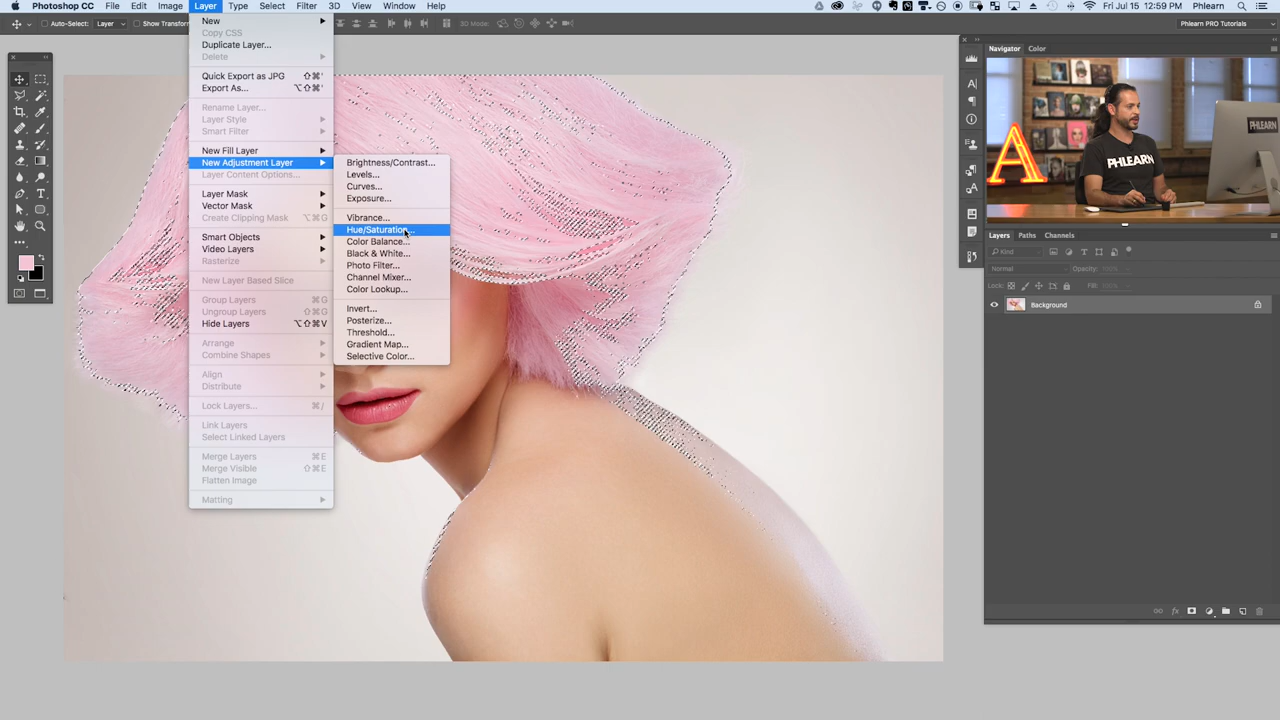 Photoshop CC File Edit Image Layer Type Select Filter 3D View Window Help Fri Jul 15 12:59 PM Phlearn
Auto-Select: Layer Show Transform 3D Mode: Phlearn PRO Tutorials
New
Copy CSS
Duplicate Layer...
Delete
Quick Export as JPG ⇧⌘'
Export As... ⌥⇧⌘'
Rename Layer...
Layer Style
Smart Filter
New Fill Layer
New Adjustment Layer
Layer Content Options...
Layer Mask
Vector Mask
Create Clipping Mask ⌥⌘G
Smart Objects
Video Layers
Rasterize
New Layer Based Slice
Group Layers ⌘G
Ungroup Layers ⇧⌘G
Hide Layers ⌥⇧⌘V
Arrange
Combine Shapes
Align
Distribute
Lock Layers... ⌘/
Link Layers
Select Linked Layers
Merge Layers ⌘E
Merge Visible ⇧⌘E
Flatten Image
Matting
Brightness/Contrast...
Levels...
Curves...
Exposure...
Vibrance...
Hue/Saturation...
Color Balance...
Black & White...
Photo Filter...
Channel Mixer...
Color Lookup...
Invert...
Posterize...
Threshold...
Gradient Map...
Selective Color...
Navigator Color
A
PHLEARN
PHLEARN
Layers Paths Channels
Kind
Normal Opacity: 100%
Lock: Fill: 100%
Background